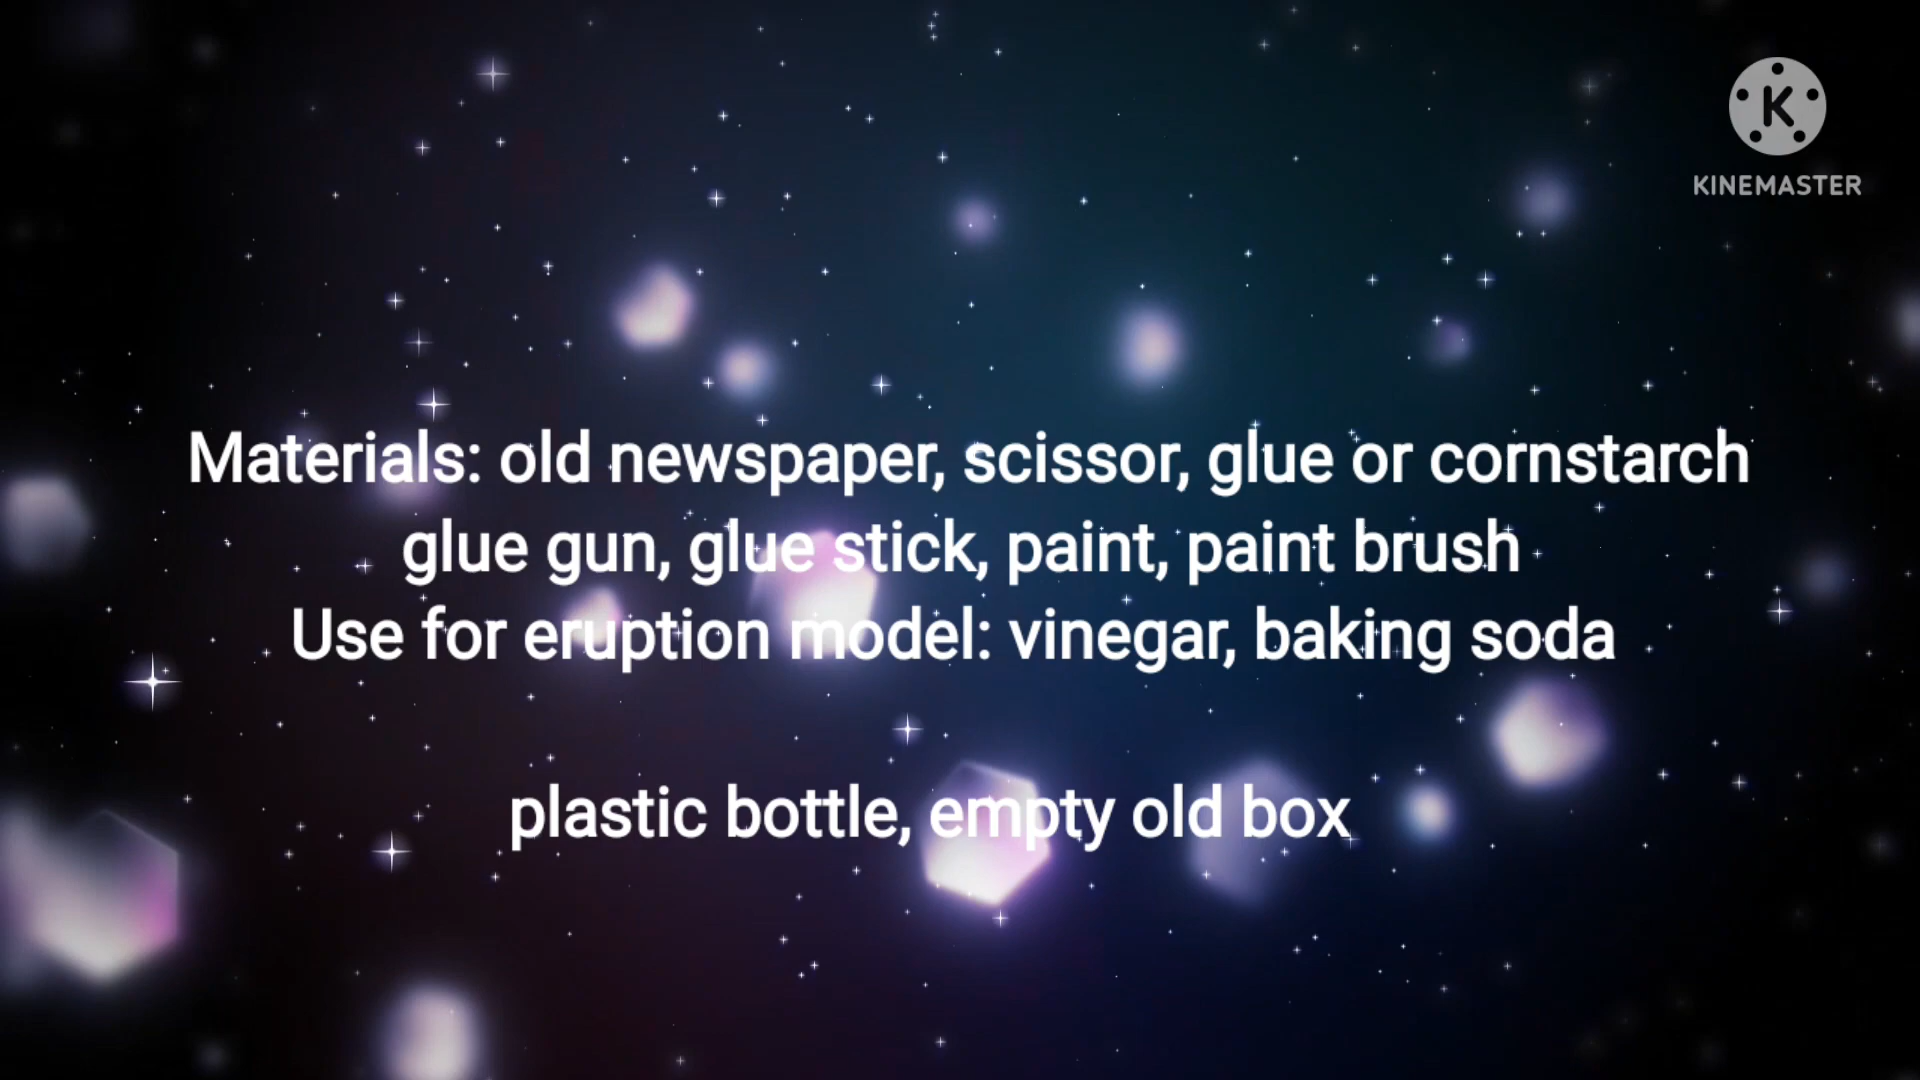 K
KINEMASTER
Materials: old newspaper, scissor, glue or cornstarch
glue gun, glue stick, paint, paint brush
Use for eruption model: vinegar, baking soda
plastic bottle, empty old box